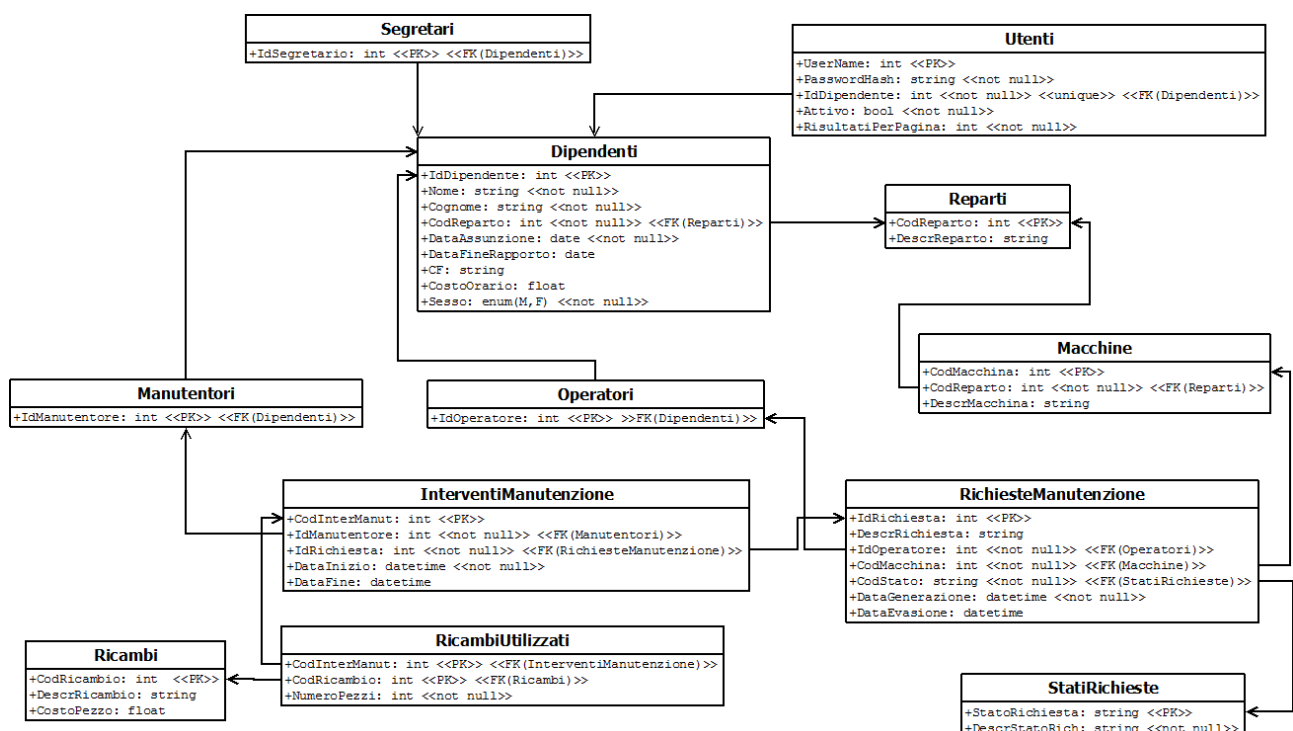 Segretari
+IdSegretario: int <<PK>> <<FK(Dipendenti)>>
Utenti
+UserName: int <<PK>>
+PasswordHash: string <<not null>>
+IdDipendente: int <<not null>> <<unique>> <<FK(Dipendenti)>>
+Attivo: bool <<not null>>
+RisultatiPerPagina: int <<not null>>
Dipendenti
+IdDipendente: int <<PK>>
+Nome: string <<not null>>
+Cognome: string <<not null>>
+CodReparto: int <<not null>> <<FK(Reparti)>>
+DataAssunzione: date <<not null>>
+DataFineRapporto: date
+CF: string
+CostoOrario: float
+Sesso: enum(M,F) <<not null>>
Reparti
+CodReparto: int <<PK>>
+DescrReparto: string
Macchine
+CodMacchina: int <<PK>>
+CodReparto: int <<not null>> <<FK(Reparti)>>
+DescrMacchina: string
Manutentori
+IdManutentore: int <<PK>> <<FK(Dipendenti)>>
Operatori
+IdOperatore: int <<PK>> >>FK(Dipendenti)>>
InterventiManutenzione
+CodInterManut: int <<PK>>
+IdManutentore: int <<not null>> <<FK(Manutentori)>>
+IdRichiesta: int <<not null>> <<FK(RichiesteManutenzione)>>
+DataInizio: datetime <<not null>>
+DataFine: datetime
RichiesteManutenzione
+IdRichiesta: int <<PK>>
+DescrRichiesta: string
+IdOperatore: int <<not null>> <<FK(Operatori)>>
+CodMacchina: int <<not null>> <<FK(Macchine)>>
+CodStato: string <<not null>> <<FK(StatiRichieste)>>
+DataGenerazione: datetime <<not null>>
+DataEvasione: datetime
Ricambi
+CodRicambio: int <<PK>>
+DescrRicambio: string
+CostoPezzo: float
RicambiUtilizzati
+CodInterManut: int <<PK>> <<FK(InterventiManutenzione)>>
+CodRicambio: int <<PK>> <<FK(Ricambi)>>
+NumeroPezzi: int <<not null>>
StatiRichieste
+StatoRichiesta: string <<PK>>
+DescrStatoRich: string <<not null>>